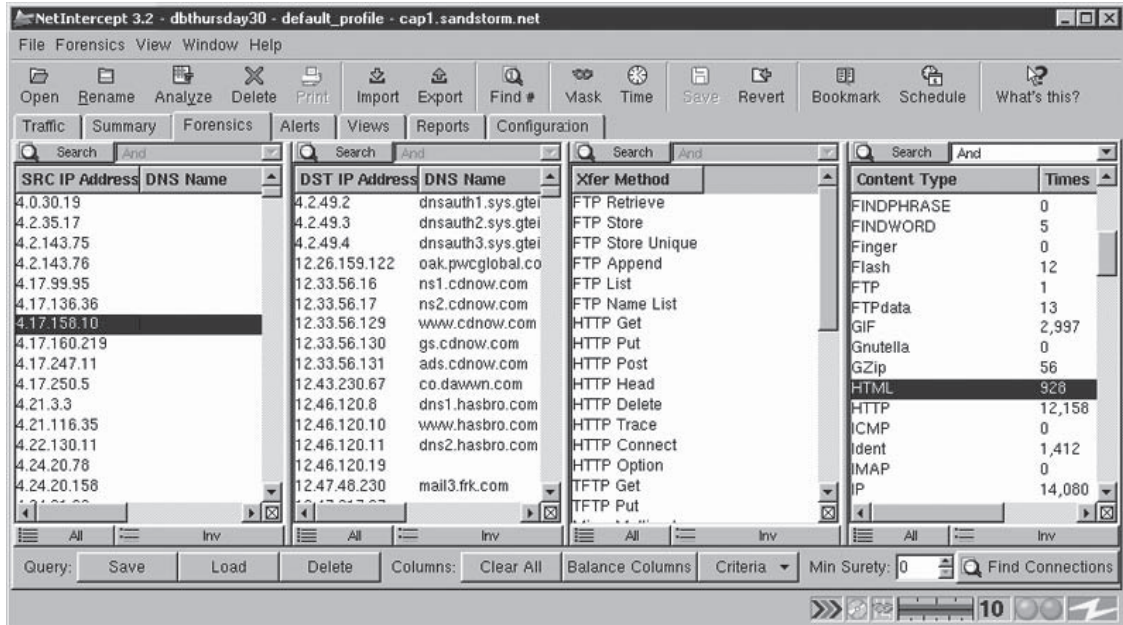 NetIntercept 3.2 - dbthursday30 - default_profile - cap1.sandstorm.net
File Forensics View Window Help
Open Rename Analyze Delete Print Import Export Find # Mask Time Save Revert Bookmark Schedule What's this?
Traffic Summary Forensics Alerts Views Reports Configuration
Search And Search And Search And Search And
SRC IP Address DNS Name DST IP Address DNS Name Xfer Method Content Type Times
4.0.30.19 4.2.49.2 dnsauth1.sys.gtei FTP Retrieve FINDPHRASE 0
4.2.35.17 4.2.49.3 dnsauth2.sys.gtei FTP Store FINDWORD 5
4.2.143.75 4.2.49.4 dnsauth3.sys.gtei FTP Store Unique Finger 0
4.2.143.76 12.26.159.122 oak.pwcglobal.co FTP Append Flash 12
4.17.99.95 12.33.56.16 ns1.cdnow.com FTP List FTP 1
4.17.136.36 12.33.56.17 ns2.cdnow.com FTP Name List FTPdata 13
4.17.158.10 12.33.56.129 www.cdnow.com HTTP Get GIF 2,997
4.17.160.219 12.33.56.130 gs.cdnow.com HTTP Put Gnutella 0
4.17.247.11 12.33.56.131 ads.cdnow.com HTTP Post GZip 56
4.17.250.5 12.43.230.67 co.dawwn.com HTTP Head HTML 928
4.21.3.3 12.46.120.8 dns1.hasbro.com HTTP Delete HTTP 12,158
4.21.116.35 12.46.120.10 www.hasbro.com HTTP Trace ICMP 0
4.22.130.11 12.46.120.11 dns2.hasbro.com HTTP Connect Ident 1,412
4.24.20.78 12.46.120.19 HTTP Option IMAP 0
4.24.20.158 12.47.48.230 mail3.frk.com TFTP Get IP 14,080
TFTP Put
All Inv All Inv All Inv All Inv
Query: Save Load Delete Columns: Clear All Balance Columns Criteria Min Surety: 0 Find Connections
10